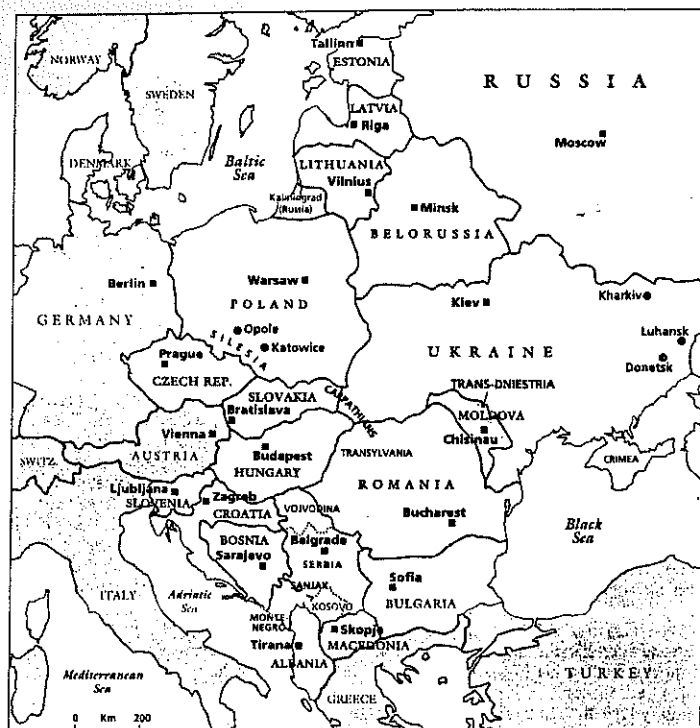 Tallinn
ESTONIA
NORWAY
SWEDEN
RUSSIA
LATVIA
Riga
Moscow
DENMARK
Baltic
Sea
LITHUANIA
Vilnius
Kaliningrad
(Russia)
Minsk
BELORUSSIA
Berlin
Warsaw
POLAND
Kiev
Kharkiv
GERMANY
Opole
SILESIA
Katowice
Luhansk
Prague
UKRAINE
Donetsk
CZECH REP.
TRANS-DNIESTRIA
SLOVAKIA
CARPATHIANS
Bratislava
MOLDOVA
Vienna
Chisinau
AUSTRIA
Budapest
TRANSYLVANIA
SWITZ.
HUNGARY
CRIMEA
Ljubljana
SLOVENIA
Zagreb
CROATIA
ROMANIA
VOJVODINA
Bucharest
BOSNIA
Sarajevo
Belgrade
SERBIA
Black
Sea
SANJAK
Sofia
BULGARIA
ITALY
Adriatic
Sea
KOSOVO
MONTE
NEGRO
Skopje
MACEDONIA
Tirana
ALBANIA
TURKEY
Mediterranean
Sea
GREECE
0 Km 200